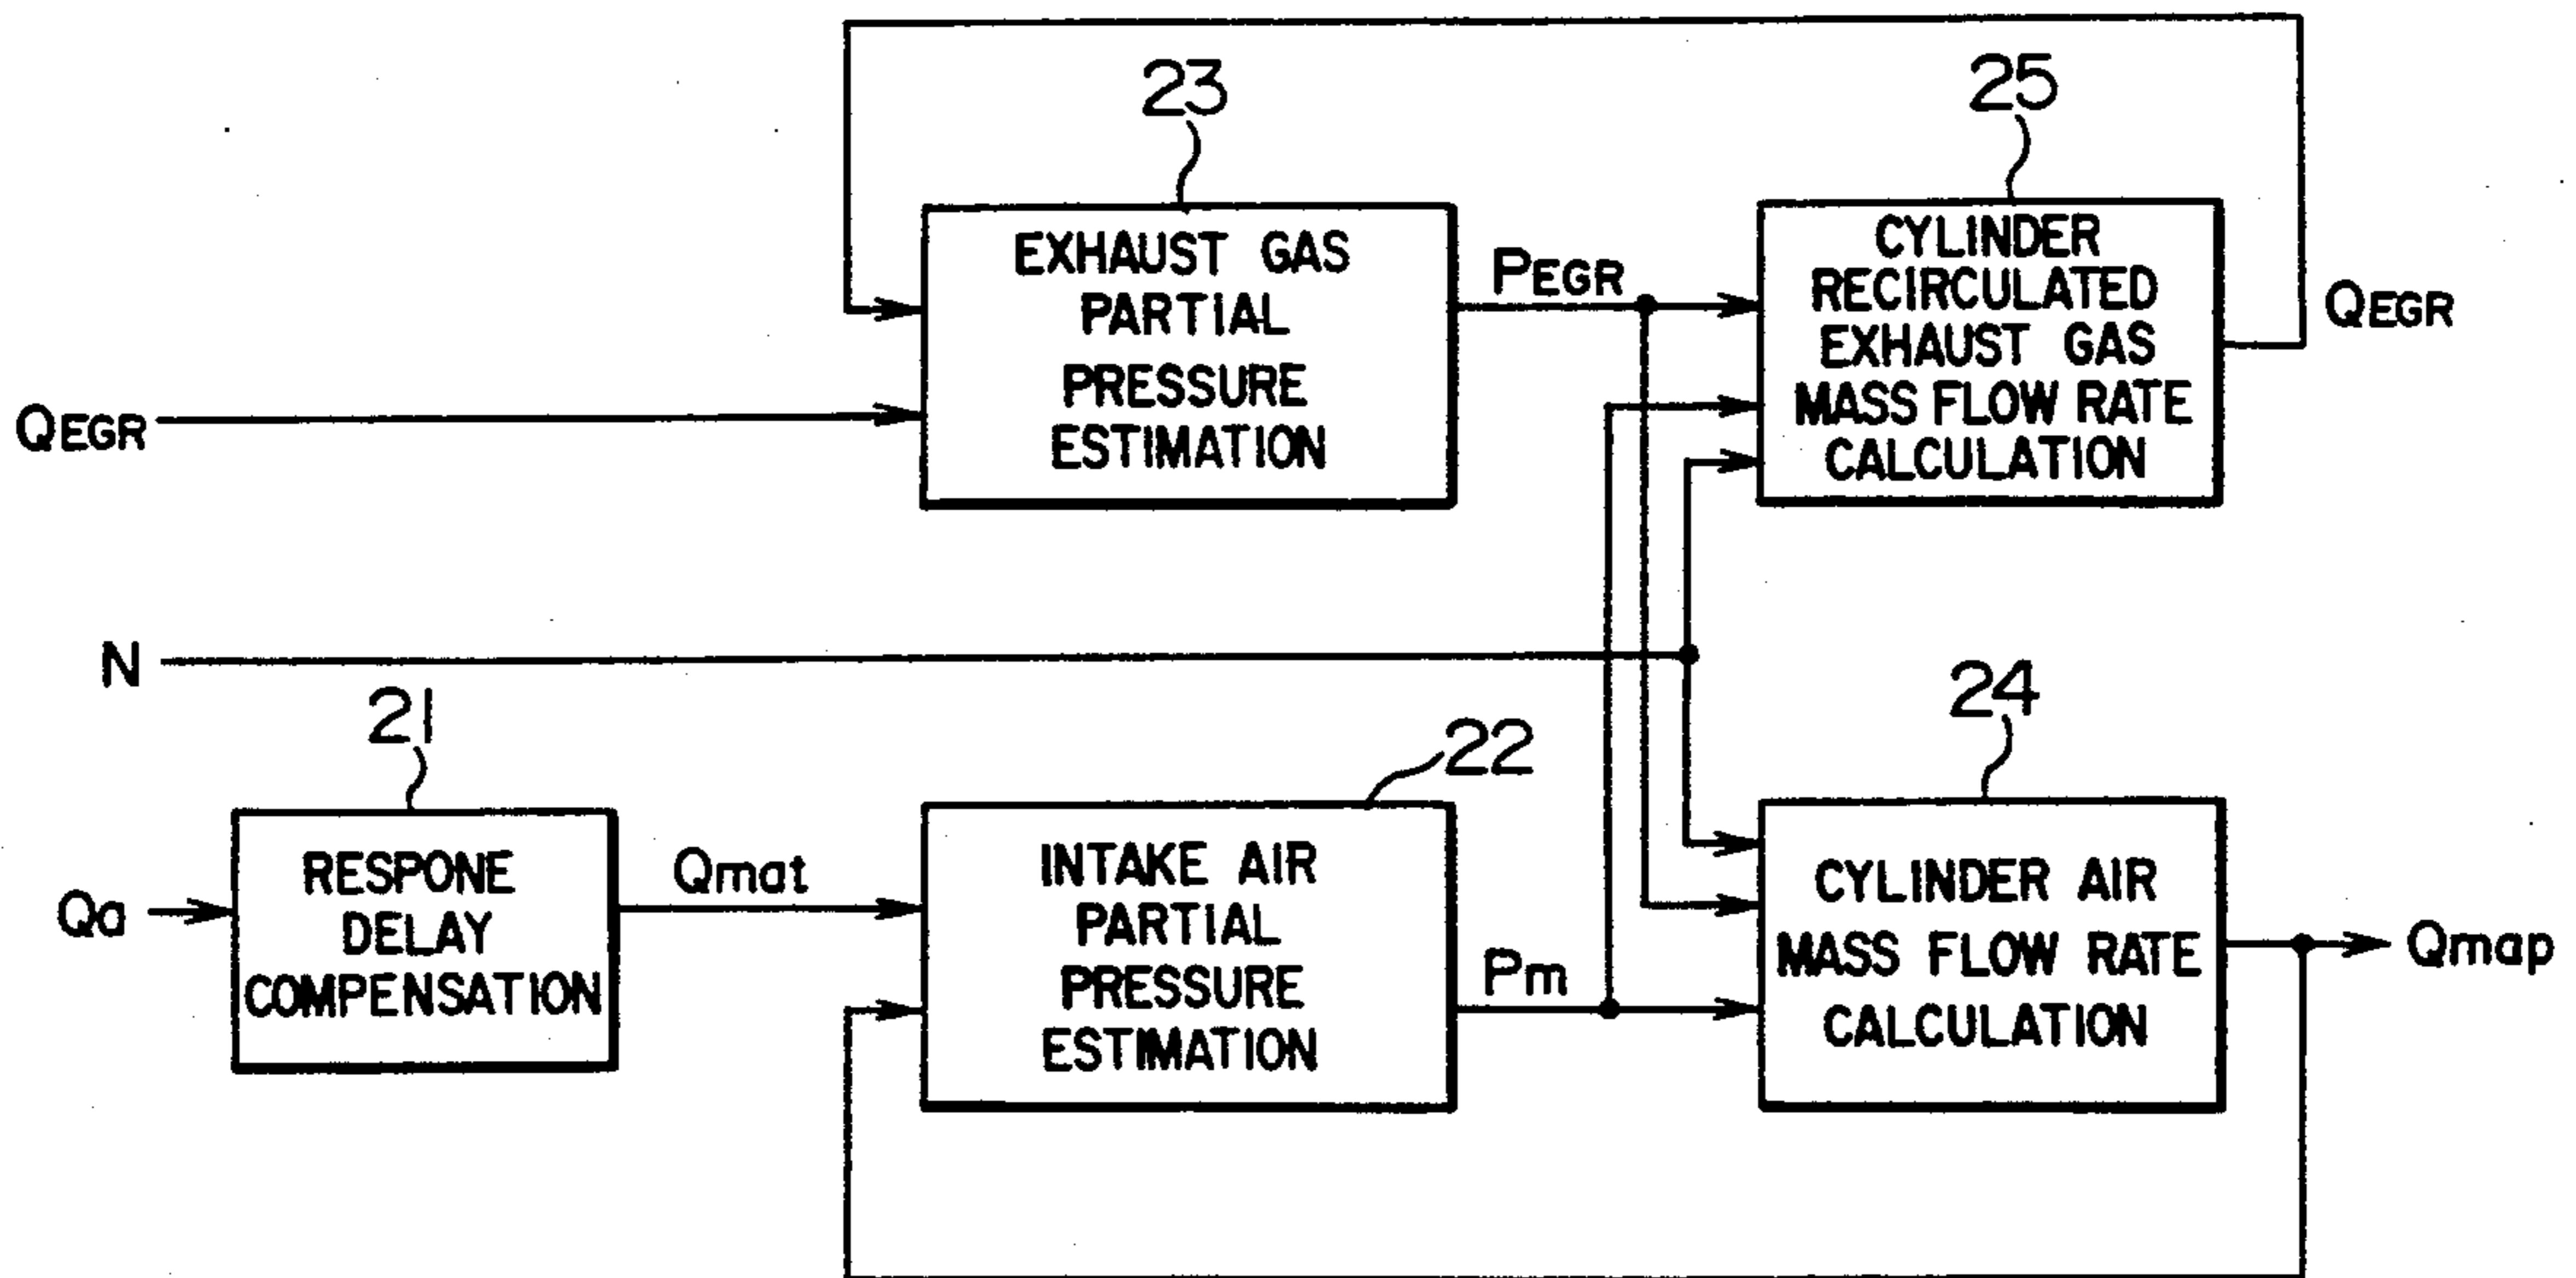 23
25
EXHAUST GAS
PARTIAL
PRESSURE
ESTIMATION
PEGR
CYLINDER
RECIRCULATED
EXHAUST GAS
MASS FLOW RATE
CALCULATION
QEGR
QEGR
N
21
22
24
Qa
RESPONE
DELAY
COMPENSATION
Qmat
INTAKE AIR
PARTIAL
PRESSURE
ESTIMATION
Pm
CYLINDER AIR
MASS FLOW RATE
CALCULATION
Qmap